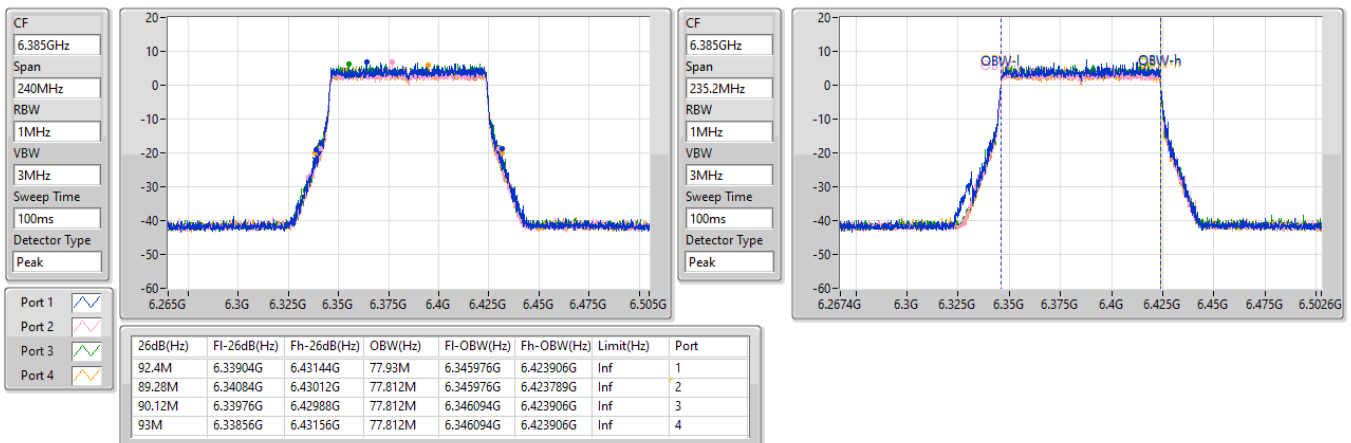 CF
6.385GHz
Span
240MHz
RBW
1MHz
VBW
3MHz
Sweep Time
100ms
Detector Type
Peak
20
10
0
-10
-20
-30
-40
-50
-60
6.265G 6.3G 6.325G 6.35G 6.375G 6.4G 6.425G 6.45G 6.475G 6.505G
CF
6.385GHz
Span
235.2MHz
RBW
1MHz
VBW
3MHz
Sweep Time
100ms
Detector Type
Peak
20
10
0
-10
-20
-30
-40
-50
-60
OBW-l OBW-h
6.2674G 6.3G 6.325G 6.35G 6.375G 6.4G 6.425G 6.45G 6.475G 6.5026G
Port 1
Port 2
Port 3
Port 4
26dB(Hz) Fl-26dB(Hz) Fh-26dB(Hz) OBW(Hz) Fl-OBW(Hz) Fh-OBW(Hz) Limit(Hz) Port
92.4M 6.33904G 6.43144G 77.93M 6.345976G 6.423906G Inf 1
89.28M 6.34084G 6.43012G 77.812M 6.345976G 6.423789G Inf 2
90.12M 6.33976G 6.42988G 77.812M 6.346094G 6.423906G Inf 3
93M 6.33856G 6.43156G 77.812M 6.346094G 6.423906G Inf 4